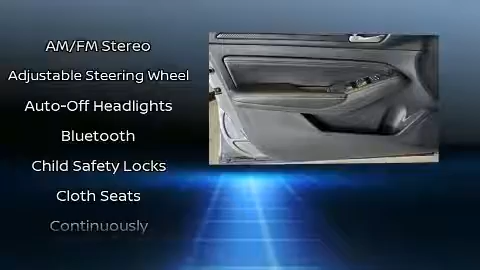 AM/FM Stereo
Adjustable Steering Wheel
Auto-Off Headlights
Bluetooth
Child Safety Locks
Cloth Seats
Continuously